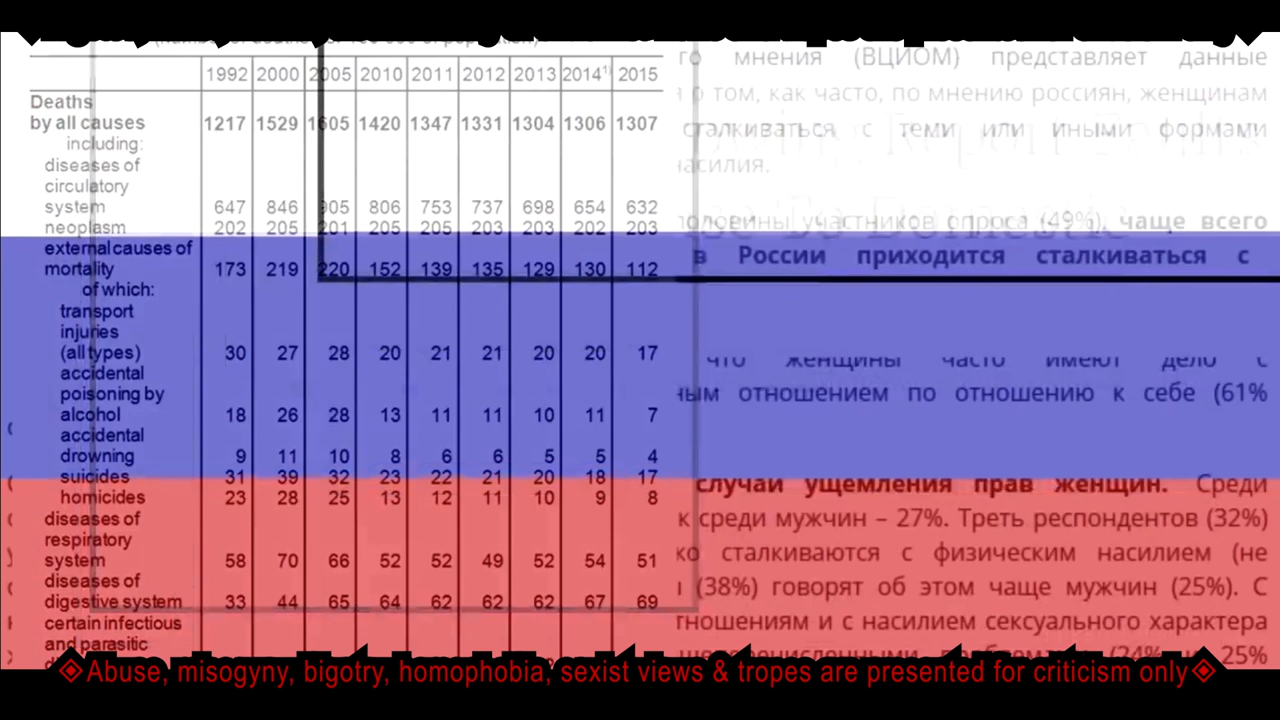 1992 2000 2005 2010 2011 2012 2013 2014¹⁾ 2015
Deaths
by all causes 1217 1529 1605 1420 1347 1331 1304 1306 1307
including:
diseases of
circulatory
system 647 846 905 806 753 737 698 654 632
neoplasm 202 205 201 205 205 203 203 202 203
external causes of
mortality 173 219 220 152 139 135 129 130 112
of which:
transport
injuries
(all types) 30 27 28 20 21 21 20 20 17
accidental
poisoning by
alcohol 18 26 28 13 11 11 10 11 7
accidental
drowning 9 11 10 8 6 6 5 5 4
suicides 31 39 32 23 22 21 20 18 17
homicides 23 28 25 13 12 11 10 9 8
diseases of
respiratory
system 58 70 66 52 52 49 52 54 51
diseases of
digestive system 33 44 65 64 62 62 62 67 69
certain infectious
and parasitic
мнения (ВЦИОМ) представляет данные
о том, как часто, по мнению россиян, женщинам
сталкиваться с теми или иными формами
насилия.
половины участников опроса (49%), чаще всего
в России приходится сталкиваться с
что женщины часто имеют дело с
отношением по отношению к себе (61%
случаи ущемления прав женщин. Среди
к среди мужчин – 27%. Треть респондентов (32%)
сталкиваются с физическим насилием (не
(38%) говорят об этом чаще мужчин (25%). С
и с насилием сексуального характера
(24% 25%
Abuse, misogyny, bigotry, homophobia, sexist views & tropes are presented for criticism only